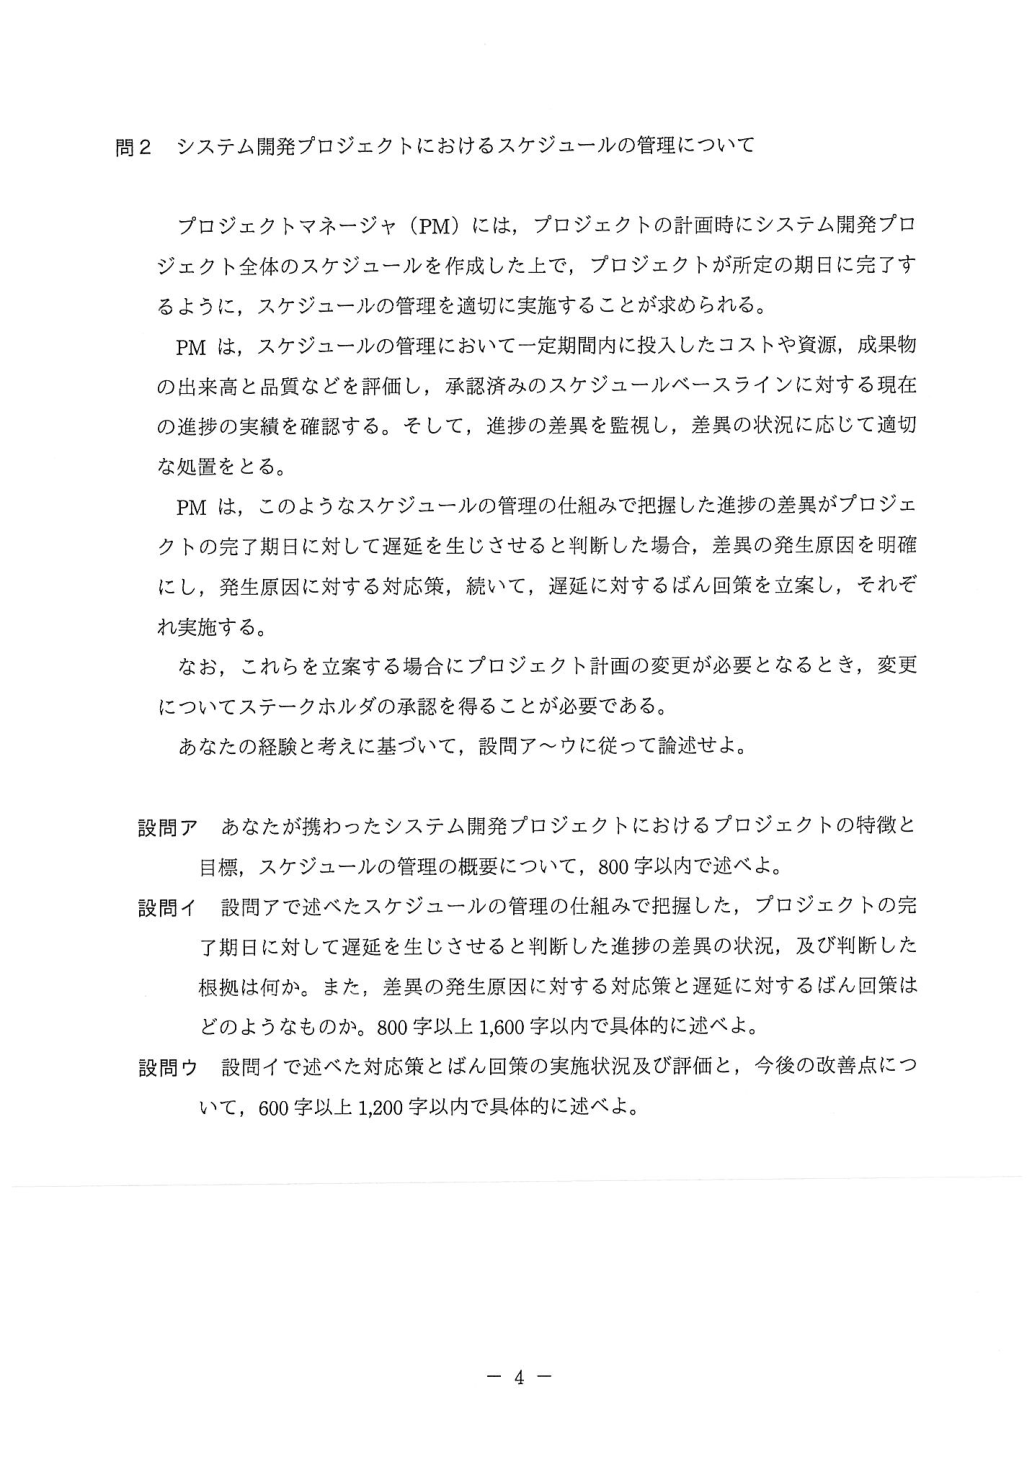 問2 システム開発プロジェクトにおけるスケジュールの管理について
プロジェクトマネージャ（PM）には，プロジェクトの計画時にシステム開発プロ
ジェクト全体のスケジュールを作成した上で，プロジェクトが所定の期日に完了す
るように，スケジュールの管理を適切に実施することが求められる。
PM は，スケジュールの管理において一定期間内に投入したコストや資源，成果物
の出来高と品質などを評価し，承認済みのスケジュールベースラインに対する現在
の進捗の実績を確認する。そして，進捗の差異を監視し，差異の状況に応じて適切
な処置をとる。
PM は，このようなスケジュールの管理の仕組みで把握した進捗の差異がプロジェ
クトの完了期日に対して遅延を生じさせると判断した場合，差異の発生原因を明確
にし，発生原因に対する対応策，続いて，遅延に対するばん回策を立案し，それぞ
れ実施する。
なお，これらを立案する場合にプロジェクト計画の変更が必要となるとき，変更
についてステークホルダの承認を得ることが必要である。
あなたの経験と考えに基づいて，設問ア～ウに従って論述せよ。
設問ア あなたが携わったシステム開発プロジェクトにおけるプロジェクトの特徴と
目標，スケジュールの管理の概要について，800 字以内で述べよ。
設問イ 設問アで述べたスケジュールの管理の仕組みで把握した，プロジェクトの完
了期日に対して遅延を生じさせると判断した進捗の差異の状況，及び判断した
根拠は何か。また，差異の発生原因に対する対応策と遅延に対するばん回策は
どのようなものか。800 字以上 1,600 字以内で具体的に述べよ。
設問ウ 設問イで述べた対応策とばん回策の実施状況及び評価と，今後の改善点につ
いて，600 字以上 1,200 字以内で具体的に述べよ。
－ 4 －